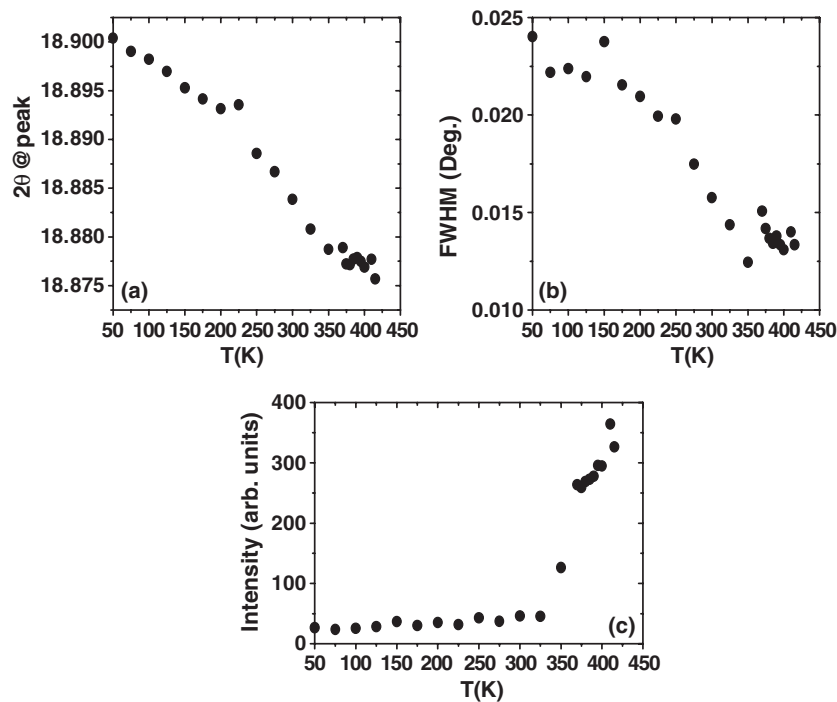 18.900
18.895
18.890
18.885
18.880
18.875
2θ @peak
(a)
50 100 150 200 250 300 350 400 450
T(K)
0.025
0.020
0.015
0.010
FWHM (Deg.)
(b)
50 100 150 200 250 300 350 400 450
T(K)
400
300
200
100
0
Intensity (arb. units)
(c)
50 100 150 200 250 300 350 400 450
T(K)